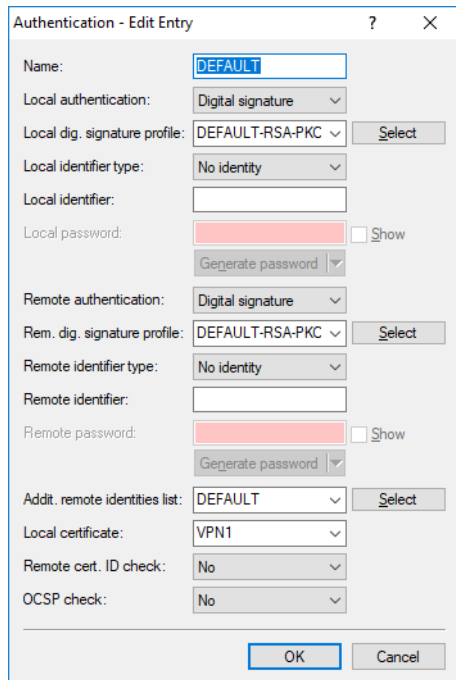 Authentication - Edit Entry ?
Name: DEFAULT
Local authentication: Digital signature
Local dig. signature profile: DEFAULT-RSA-PKC Select
Local identifier type: No identity
Local identifier:
Local password: Show
Generate password
Remote authentication: Digital signature
Rem. dig. signature profile: DEFAULT-RSA-PKC Select
Remote identifier type: No identity
Remote identifier:
Remote password: Show
Generate password
Addit. remote identities list: DEFAULT Select
Local certificate: VPN1
Remote cert. ID check: No
OCSP check: No
OK Cancel